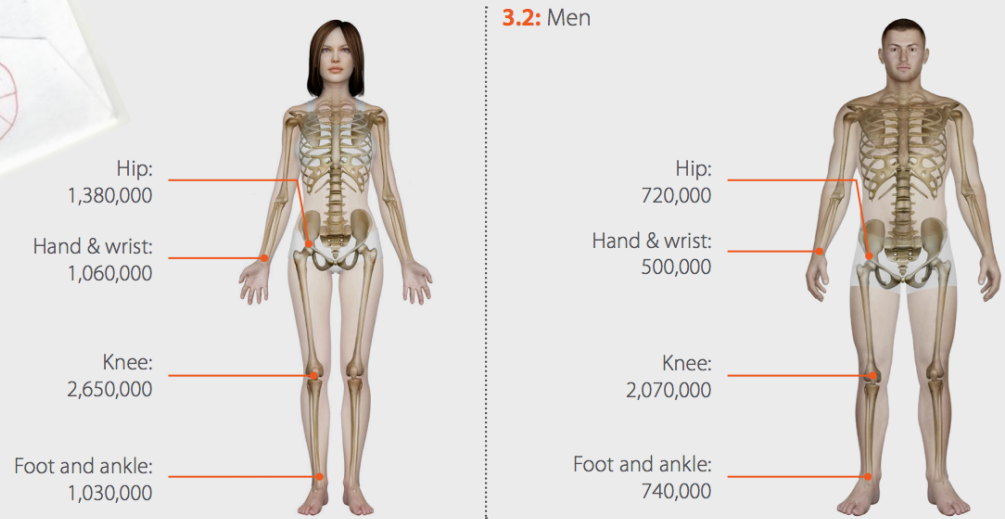 Hip:
1,380,000
Hand & wrist:
1,060,000
Knee:
2,650,000
Foot and ankle:
1,030,000
3.2: Men
Hip:
720,000
Hand & wrist:
500,000
Knee:
2,070,000
Foot and ankle:
740,000